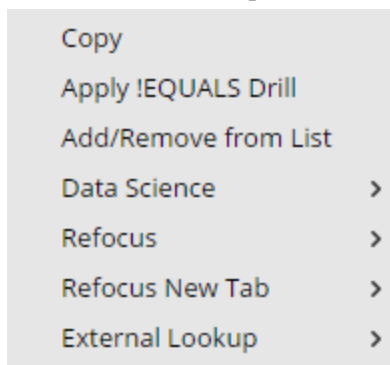 Copy
Apply !EQUALS Drill
Add/Remove from List
Data Science
Refocus
Refocus New Tab
External Lookup